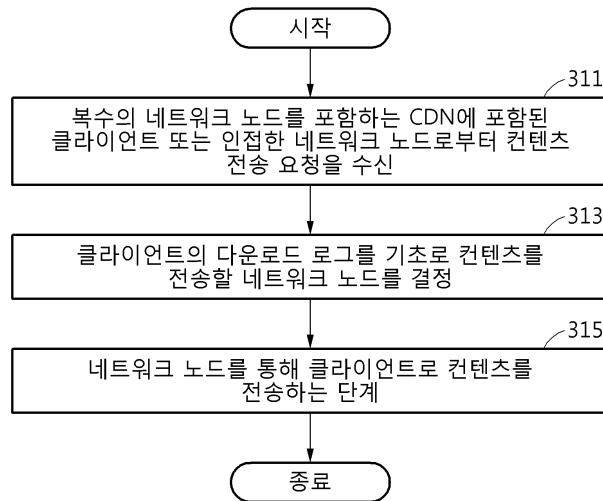 시작
311
복수의 네트워크 노드를 포함하는 CDN에 포함된
클라이언트 또는 인접한 네트워크 노드로부터 컨텐츠
전송 요청을 수신
313
클라이언트의 다운로드 로그를 기초로 컨텐츠를
전송할 네트워크 노드를 결정
315
네트워크 노드를 통해 클라이언트로 컨텐츠를
전송하는 단계
종료